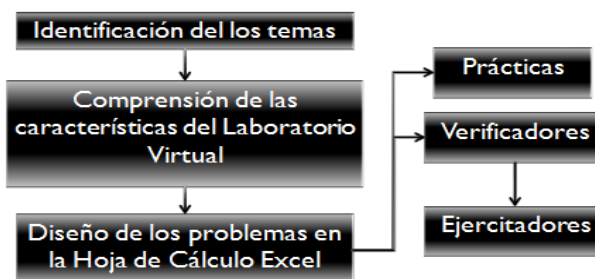 Identificación del los temas
Comprensión de las
características del Laboratorio
Virtual
Diseño de los problemas en
la Hoja de Cálculo Excel
Prácticas
Verificadores
Ejercitadores